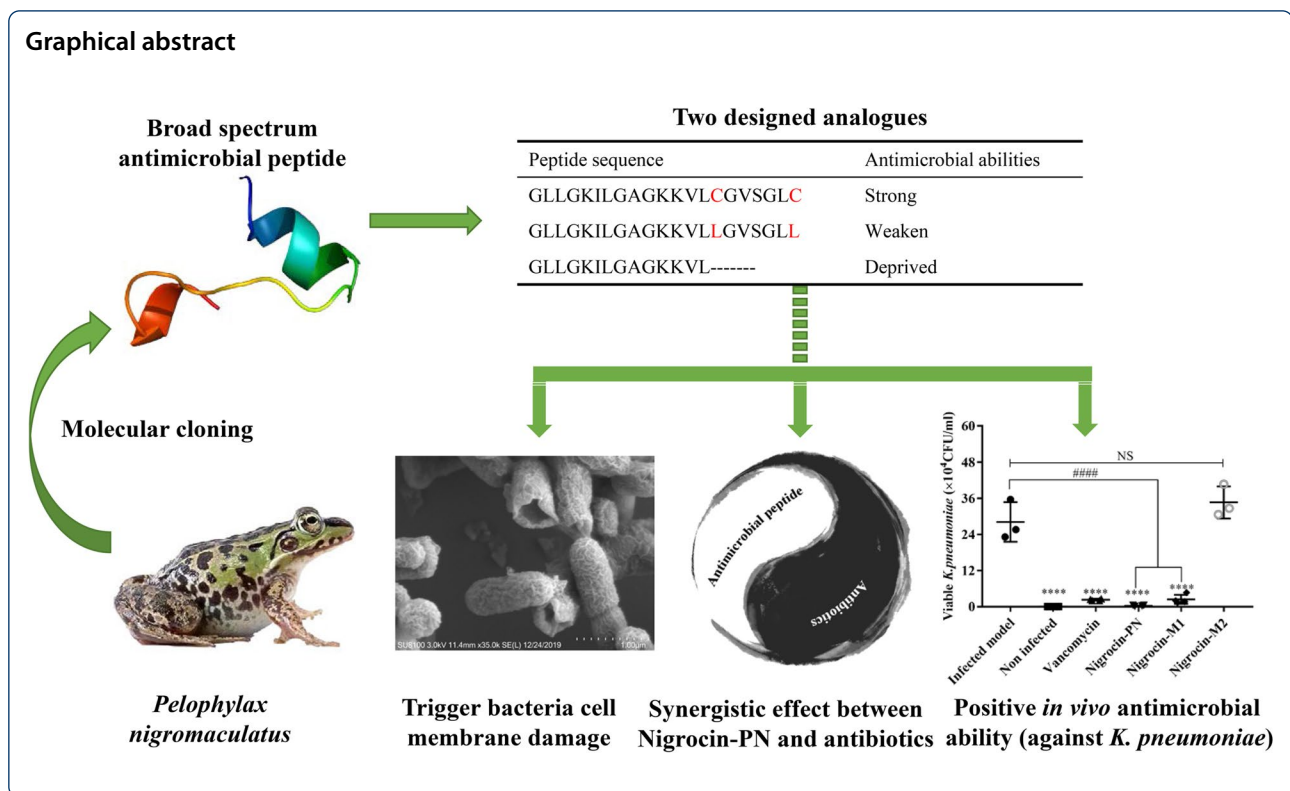 Graphical abstract
Broad spectrum
antimicrobial peptide
Two designed analogues
Peptide sequence Antimicrobial abilities
GLLGKILGAGKKVLCGVSGLC Strong
GLLGKILGAGKKVLLGVSGLL Weaken
GLLGKILGAGKKVL------- Deprived
Molecular cloning
Pelophylax
nigromaculatus
SU8100 3.0kV 11.4mm x35.0k SE(L) 12/24/2019 1.00um
Trigger bacteria cell
membrane damage
Antimicrobial peptide
Antibiotics
Synergistic effect between
Nigrocin-PN and antibiotics
Viable K.pneumoniae (×10⁴CFU/ml)
60
48
36
24
12
0
NS
####
**** **** **** ****
Infected model
Non infected
Vancomycin
Nigrocin-PN
Nigrocin-M1
Nigrocin-M2
Positive in vivo antimicrobial
ability (against K. pneumoniae)